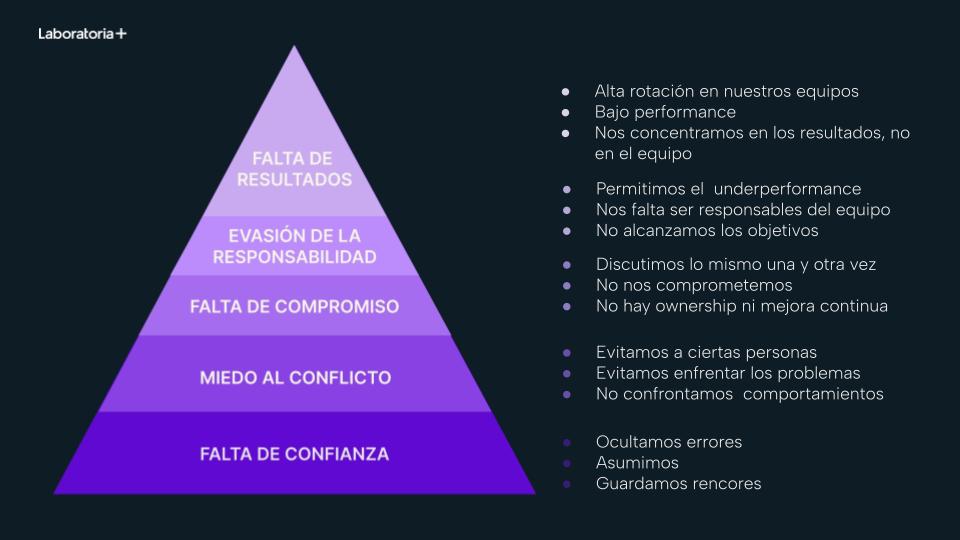 Laboratoria+
FALTA DE
RESULTADOS
EVASIÓN DE LA
RESPONSABILIDAD
FALTA DE COMPROMISO
MIEDO AL CONFLICTO
FALTA DE CONFIANZA
● Alta rotación en nuestros equipos
● Bajo performance
● Nos concentramos en los resultados, no
en el equipo
● Permitimos el  underperformance
● Nos falta ser responsables del equipo
● No alcanzamos los objetivos
● Discutimos lo mismo una y otra vez
● No nos comprometemos
● No hay ownership ni mejora continua
● Evitamos a ciertas personas
● Evitamos enfrentar los problemas
● No confrontamos  comportamientos
● Ocultamos errores
● Asumimos
● Guardamos rencores